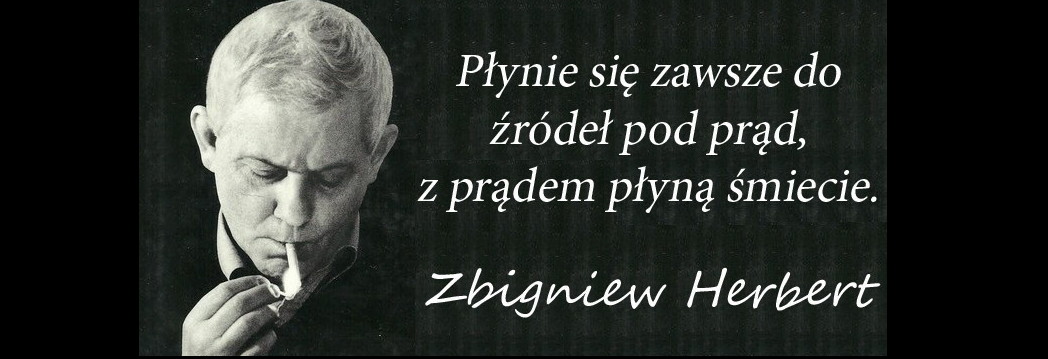 Płynie się zawsze do
źródeł pod prąd,
z prądem płyną śmiecie.
Zbigniew Herbert